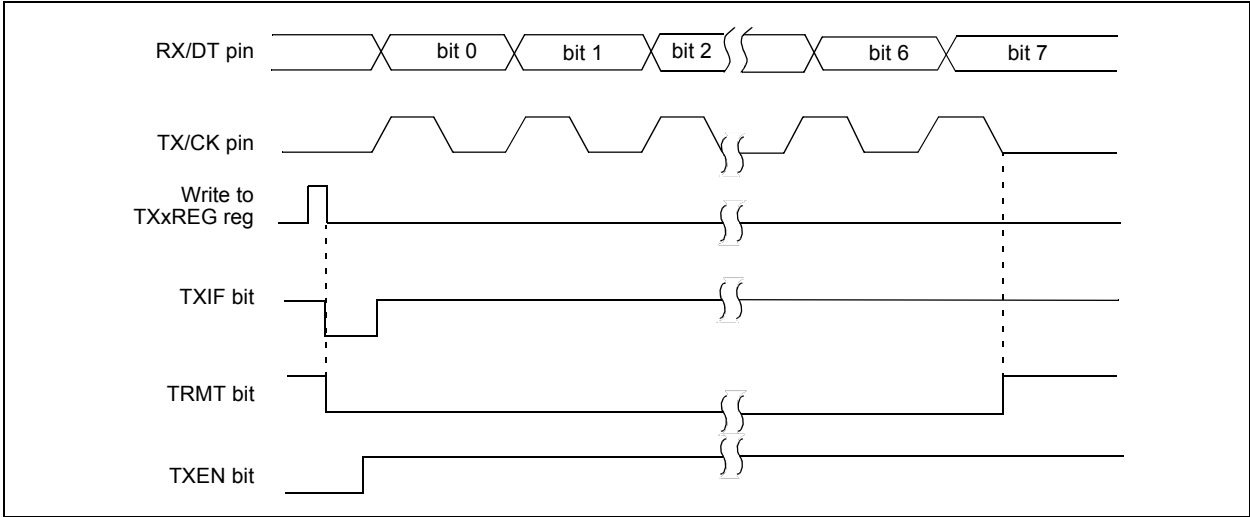 RX/DT pin
bit 0
bit 1
bit 2
bit 6
bit 7
TX/CK pin
Write to
TXxREG reg
TXIF bit
TRMT bit
TXEN bit